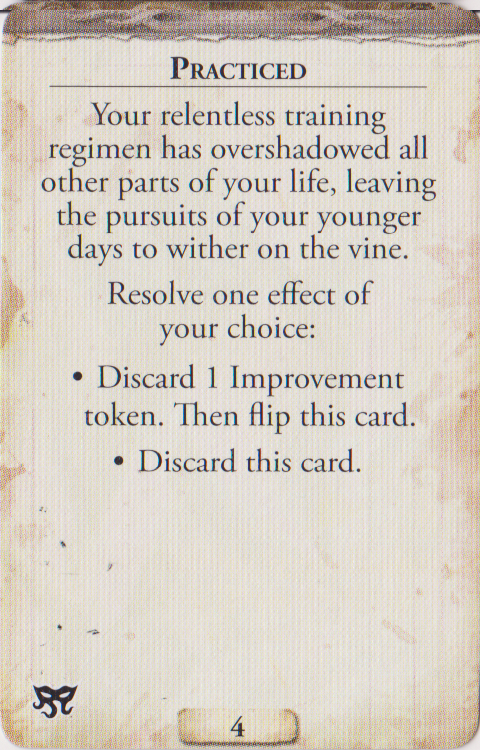 PRACTICED
Your relentless training
regimen has overshadowed all
other parts of your life, leaving
the pursuits of your younger
days to wither on the vine.
Resolve one effect of
your choice:
• Discard 1 Improvement
token. Then flip this card.
• Discard this card.
4